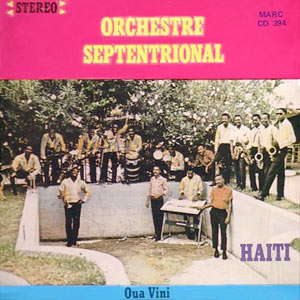 STEREO
ORCHESTRE
SEPTENTRIONAL
MARC
CD 394
HAITI
Oua Vini